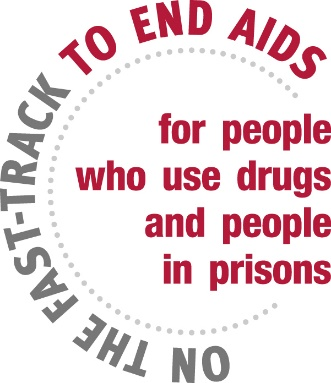 ON THE FAST-TRACK TO END AIDS
for people
who use drugs
and people
in prisons